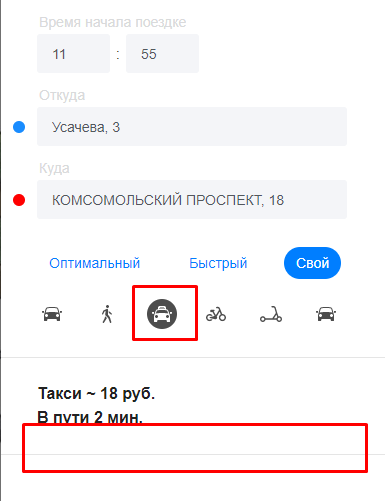 Время начала поездке
11 : 55
Откуда
Усачева, 3
Куда
КОМСОМОЛЬСКИЙ ПРОСПЕКТ, 18
Оптимальный Быстрый Свой
Такси ~ 18 руб.
В пути 2 мин.